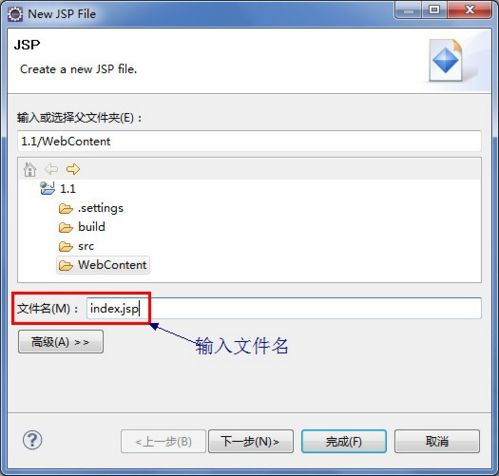 New JSP File
JSP
Create a new JSP file.
输入或选择父文件夹(E)：
1.1/WebContent
1.1
.settings
build
src
WebContent
文件名(M)： index.jsp
输入文件名
高级(A) >>
<上一步(B) 下一步(N)> 完成(F) 取消